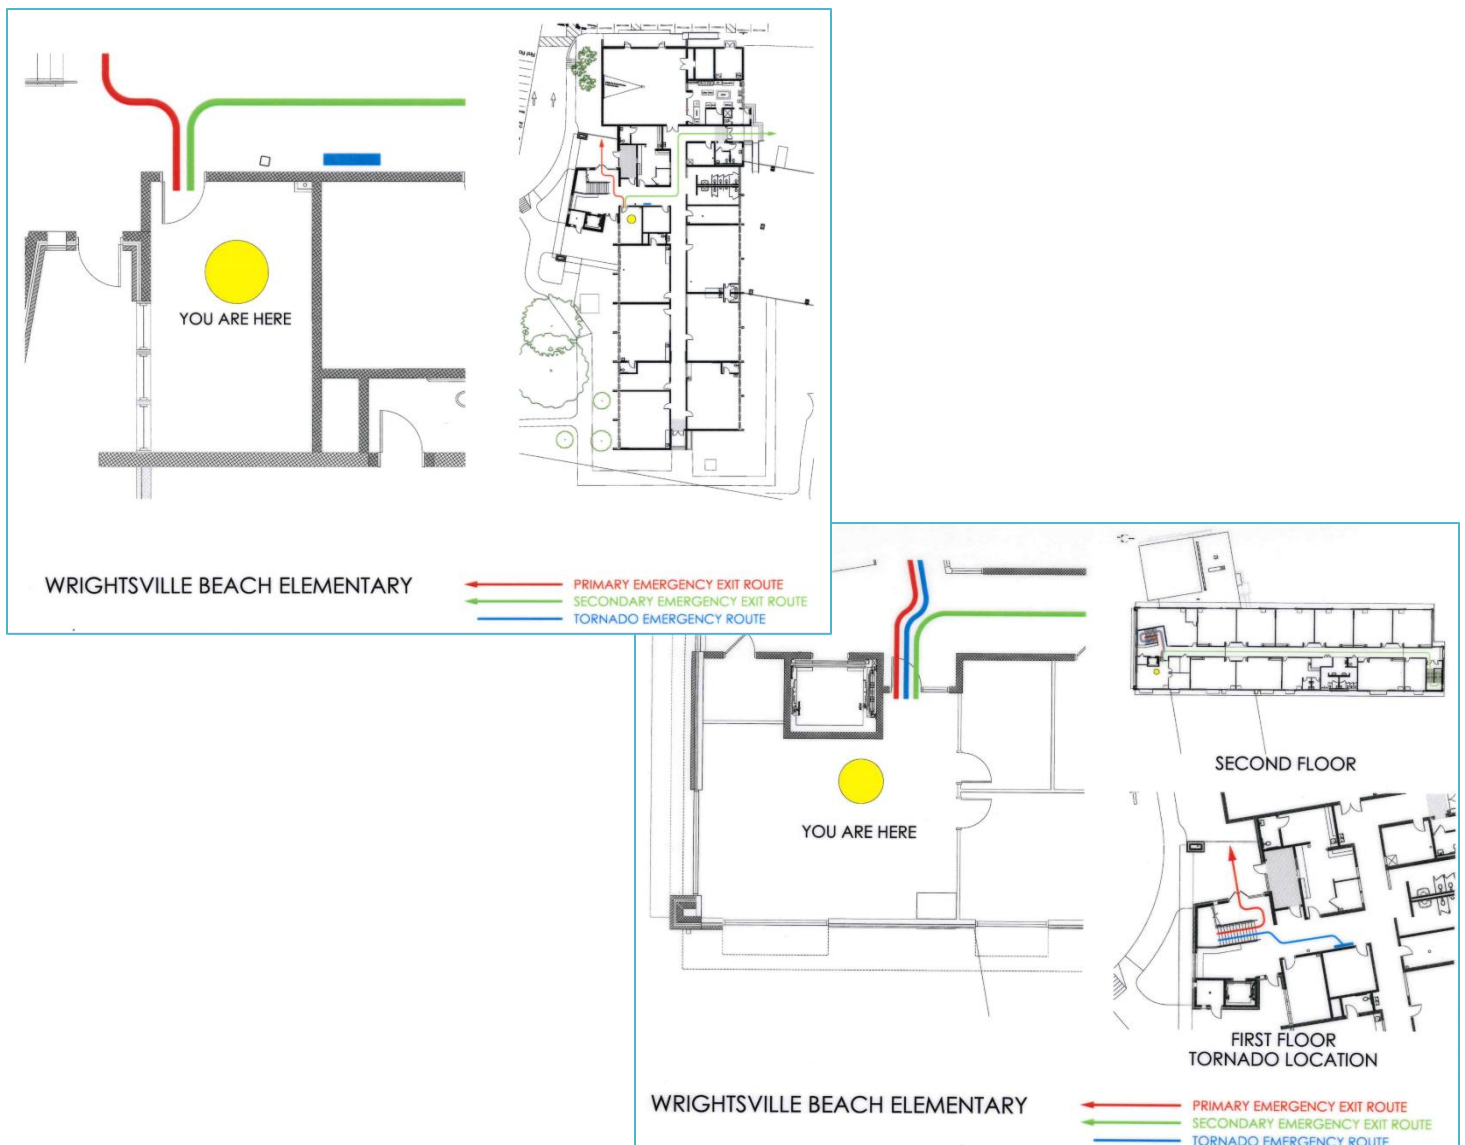 YOU ARE HERE
WRIGHTSVILLE BEACH ELEMENTARY
PRIMARY EMERGENCY EXIT ROUTE
SECONDARY EMERGENCY EXIT ROUTE
TORNADO EMERGENCY ROUTE
YOU ARE HERE
SECOND FLOOR
FIRST FLOOR
TORNADO LOCATION
WRIGHTSVILLE BEACH ELEMENTARY
PRIMARY EMERGENCY EXIT ROUTE
SECONDARY EMERGENCY EXIT ROUTE
TORNADO EMERGENCY ROUTE